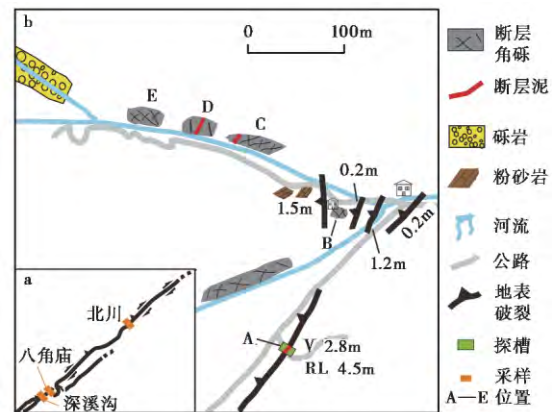 b
0 100m
断层
角砾
断层泥
砾岩
粉砂岩
河流
公路
地表
破裂
探槽
采样
A—E 位置
E
D
C
0.2m
1.5m
B
0.2m
1.2m
A
V 2.8m
RL 4.5m
a
北川
八角庙
深溪沟